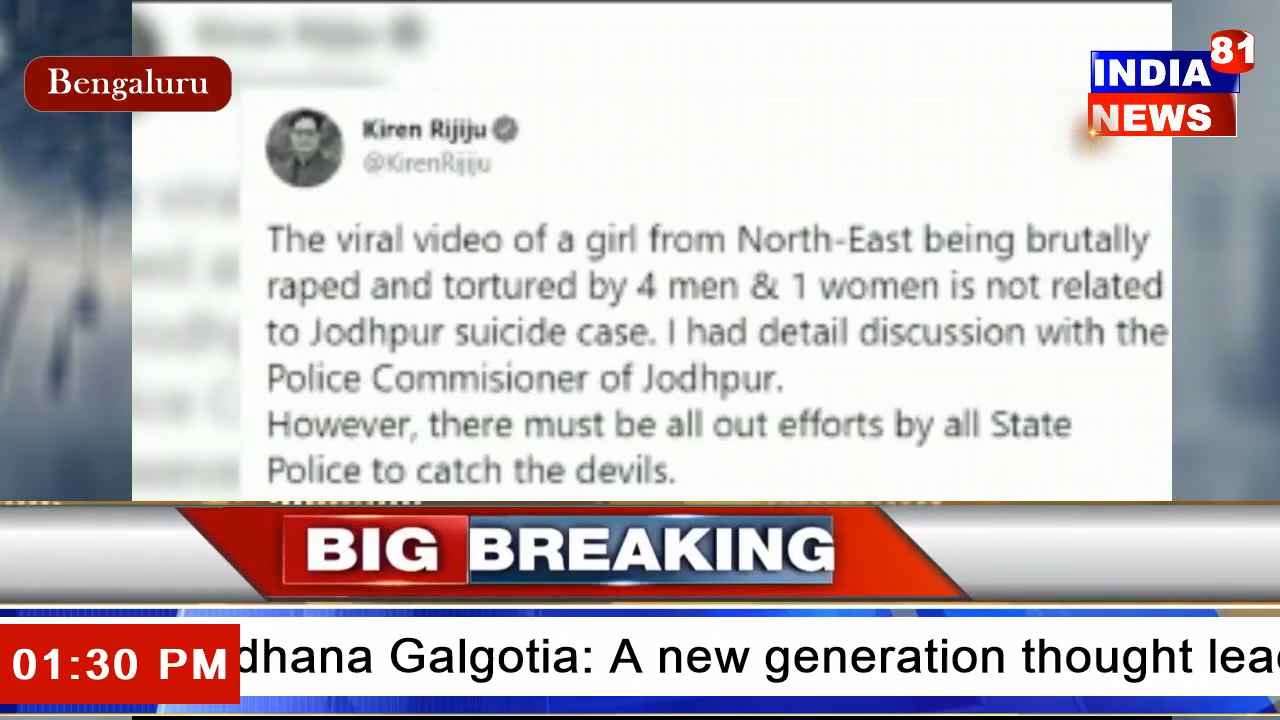 Bengaluru
81
INDIA
NEWS
Kiren Rijiju
@KirenRijiju
The viral video of a girl from North-East being brutally
raped and tortured by 4 men & 1 women is not related
to Jodhpur suicide case. I had detail discussion with the
Police Commisioner of Jodhpur.
However, there must be all out efforts by all State
Police to catch the devils.
BIG BREAKING
01:30 PM
dhana Galgotia: A new generation thought lea